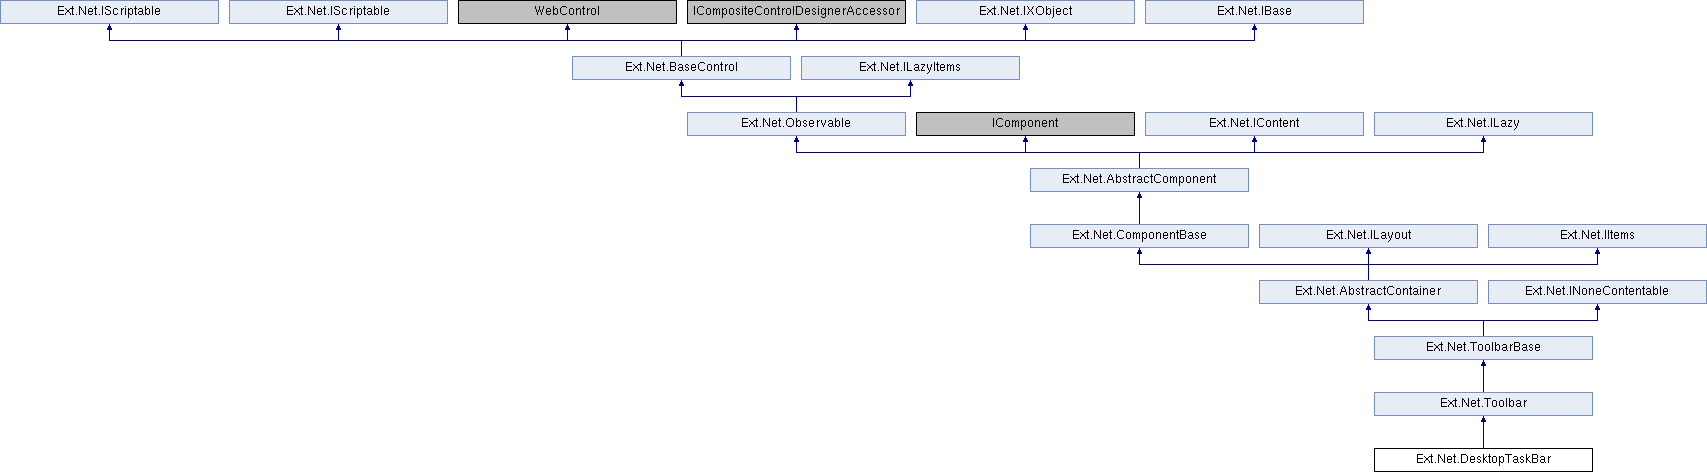 Ext.Net.IScriptable
Ext.Net.IScriptable
WebControl
ICompositeControlDesignerAccessor
Ext.Net.IXObject
Ext.Net.IBase
Ext.Net.BaseControl
Ext.Net.ILazyItems
Ext.Net.Observable
IComponent
Ext.Net.IContent
Ext.Net.ILazy
Ext.Net.AbstractComponent
Ext.Net.ComponentBase
Ext.Net.ILayout
Ext.Net.IItems
Ext.Net.AbstractContainer
Ext.Net.INoneContentable
Ext.Net.ToolbarBase
Ext.Net.Toolbar
Ext.Net.DesktopTaskBar